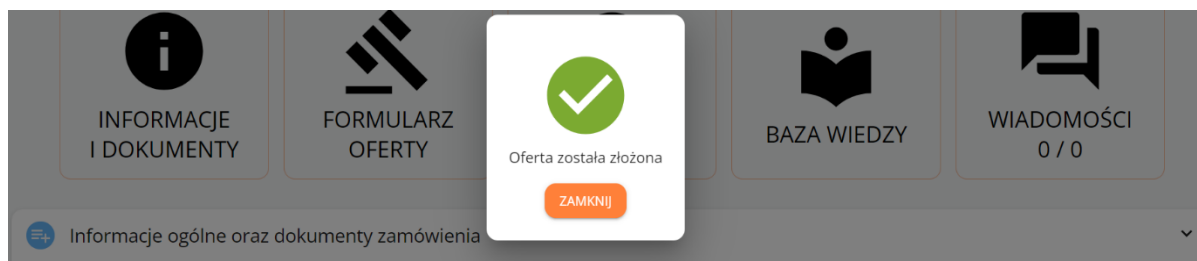 INFORMACJE
I DOKUMENTY
FORMULARZ
OFERTY
Oferta została złożona
ZAMKNIJ
BAZA WIEDZY
WIADOMOŚCI
0 / 0
Informacje ogólne oraz dokumenty zamówienia